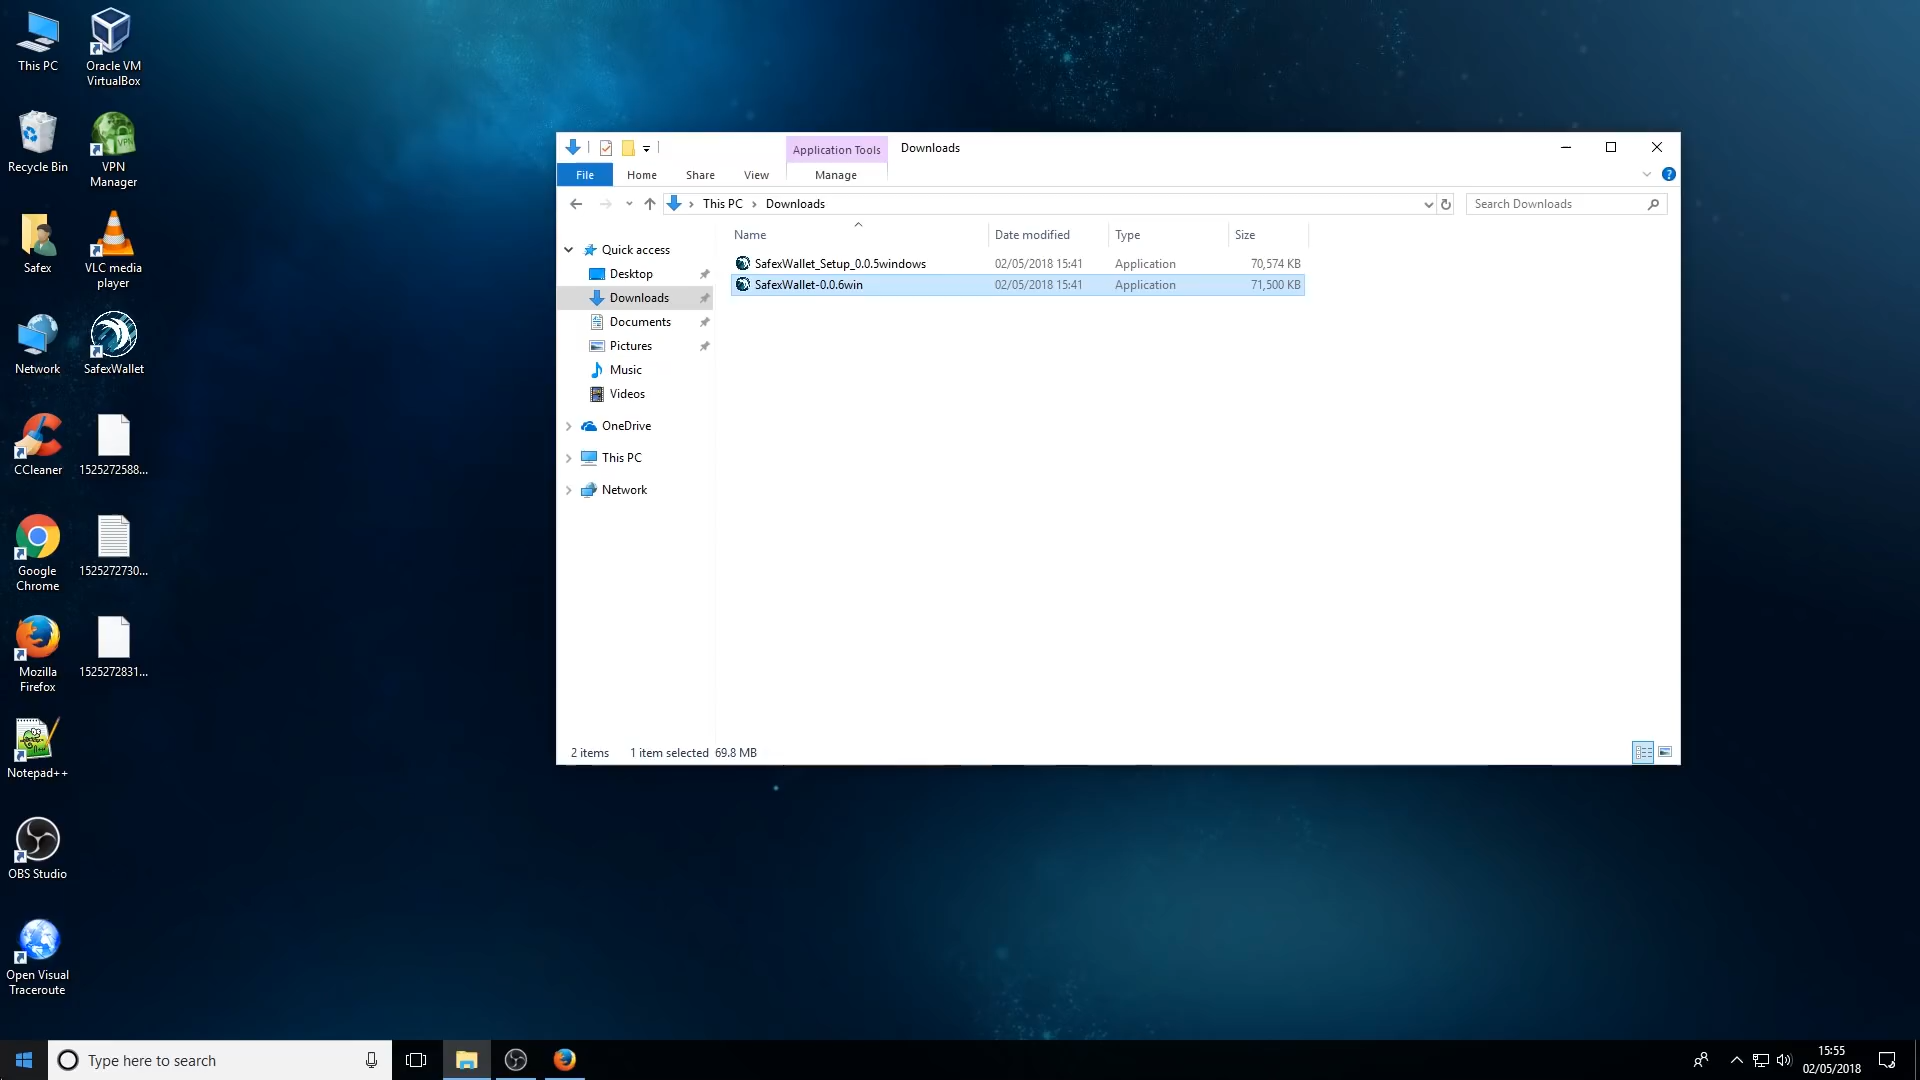 This PC
Oracle VM
VirtualBox
Recycle Bin
VPN
Manager
Safex
VLC media
player
Network
SafexWallet
CCleaner
1525272588...
Google
Chrome
1525272730...
Mozilla
Firefox
1525272831...
Notepad++
OBS Studio
Open Visual
Traceroute
Application Tools
Downloads
File
Home
Share
View
Manage
This PC
Downloads
Search Downloads
Name
Date modified
Type
Size
Quick access
Desktop
Downloads
Documents
Pictures
Music
Videos
OneDrive
This PC
Network
SafexWallet_Setup_0.0.5windows 02/05/2018 15:41 Application 70,574 KB
SafexWallet-0.0.6win 02/05/2018 15:41 Application 71,500 KB
2 items 1 item selected 69.8 MB
Type here to search
15:55
02/05/2018